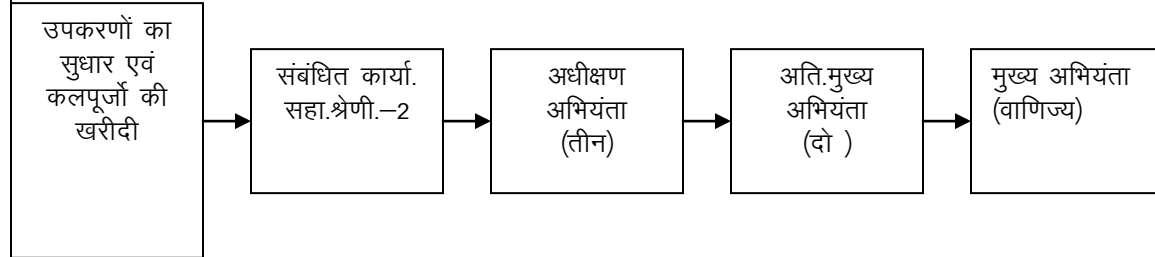 उपकरणों का
सुधार एवं
कलपूर्जो की
खरीदी
संबंधित कार्या.
सहा.श्रेणी.–2
अधीक्षण
अभियंता
(तीन)
अति.मुख्य
अभियंता
(दो )
मुख्य अभियंता
(वाणिज्य)